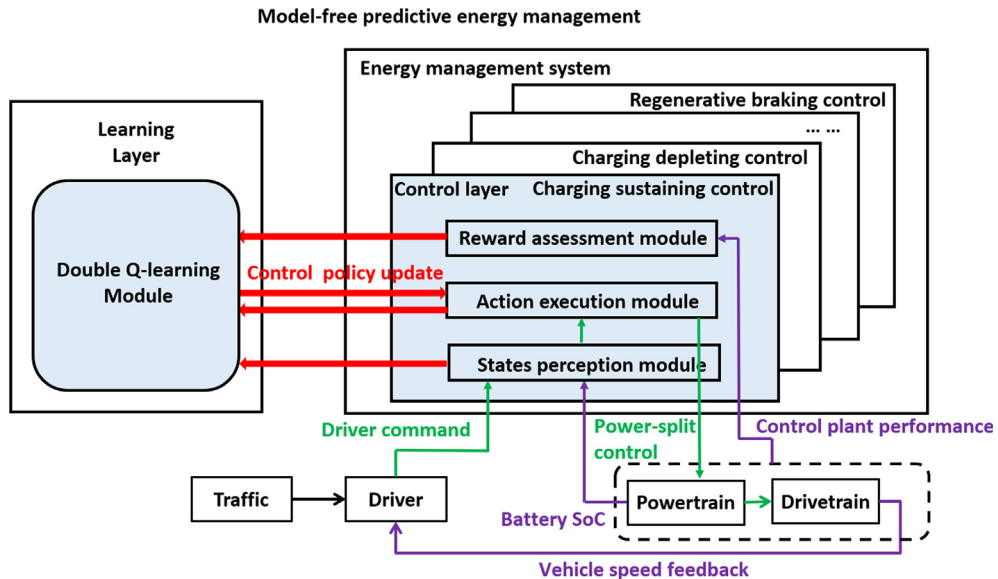 Model-free predictive energy management
Energy management system
Regenerative braking control
... ...
Charging depleting control
Control layer
Charging sustaining control
Learning
Layer
Double Q-learning
Module
Reward assessment module
Control policy update
Action execution module
States perception module
Driver command
Power-split
control
Control plant performance
Traffic
Driver
Battery SoC
Powertrain
Drivetrain
Vehicle speed feedback